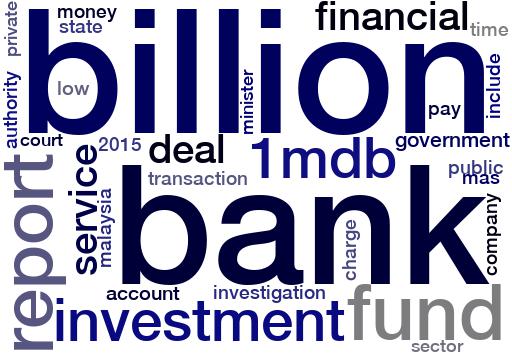 private
money
state
billion
financial
time
low
authority
minister
include
pay
court
2015
deal
government
1mdb
report
service
malaysia
transaction
public
mas
bank
charge
company
account
investigation
investment
fund
sector